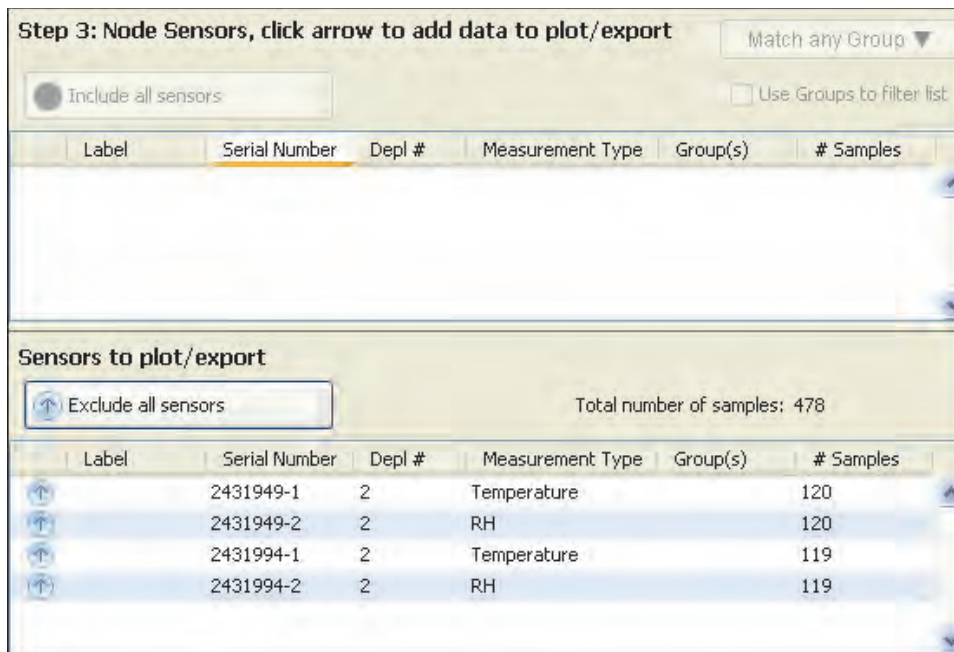 Step 3: Node Sensors, click arrow to add data to plot/export
Match any Group ▼
Include all sensors
Use Groups to filter list
Label Serial Number Depl # Measurement Type Group(s) # Samples
Sensors to plot/export
Exclude all sensors
Total number of samples: 478
Label Serial Number Depl # Measurement Type Group(s) # Samples
2431949-1 2 Temperature 120
2431949-2 2 RH 120
2431994-1 2 Temperature 119
2431994-2 2 RH 119